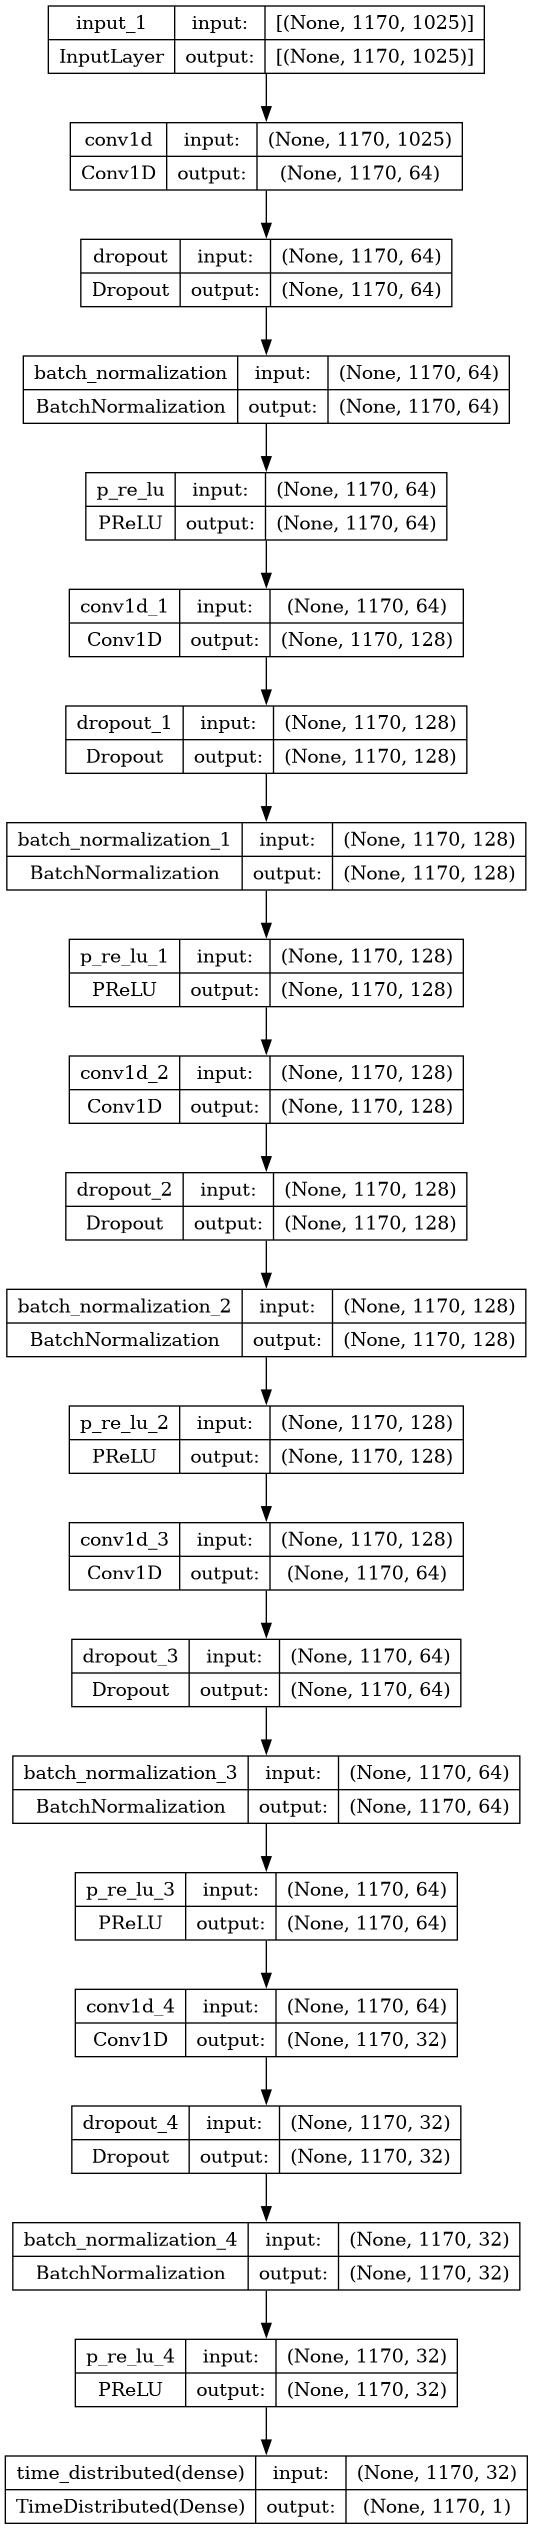 input_1 input: [(None, 1170, 1025)]
InputLayer output: [(None, 1170, 1025)]
conv1d input: (None, 1170, 1025)
Conv1D output: (None, 1170, 64)
dropout input: (None, 1170, 64)
Dropout output: (None, 1170, 64)
batch_normalization input: (None, 1170, 64)
BatchNormalization output: (None, 1170, 64)
p_re_lu input: (None, 1170, 64)
PReLU output: (None, 1170, 64)
conv1d_1 input: (None, 1170, 64)
Conv1D output: (None, 1170, 128)
dropout_1 input: (None, 1170, 128)
Dropout output: (None, 1170, 128)
batch_normalization_1 input: (None, 1170, 128)
BatchNormalization output: (None, 1170, 128)
p_re_lu_1 input: (None, 1170, 128)
PReLU output: (None, 1170, 128)
conv1d_2 input: (None, 1170, 128)
Conv1D output: (None, 1170, 128)
dropout_2 input: (None, 1170, 128)
Dropout output: (None, 1170, 128)
batch_normalization_2 input: (None, 1170, 128)
BatchNormalization output: (None, 1170, 128)
p_re_lu_2 input: (None, 1170, 128)
PReLU output: (None, 1170, 128)
conv1d_3 input: (None, 1170, 128)
Conv1D output: (None, 1170, 64)
dropout_3 input: (None, 1170, 64)
Dropout output: (None, 1170, 64)
batch_normalization_3 input: (None, 1170, 64)
BatchNormalization output: (None, 1170, 64)
p_re_lu_3 input: (None, 1170, 64)
PReLU output: (None, 1170, 64)
conv1d_4 input: (None, 1170, 64)
Conv1D output: (None, 1170, 32)
dropout_4 input: (None, 1170, 32)
Dropout output: (None, 1170, 32)
batch_normalization_4 input: (None, 1170, 32)
BatchNormalization output: (None, 1170, 32)
p_re_lu_4 input: (None, 1170, 32)
PReLU output: (None, 1170, 32)
time_distributed(dense) input: (None, 1170, 32)
TimeDistributed(Dense) output: (None, 1170, 1)